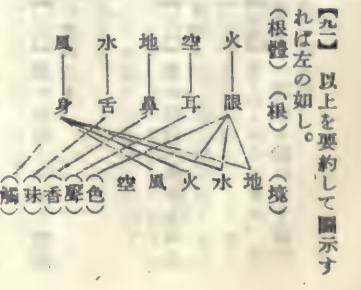 【九一】 以上を要約して圖示す
れば左の如し。
(根體) (根) (境)
火 眼 地
空 耳 水
地 鼻 火
水 舌 風
風 身 空
(色)
(聲)
(香)
(味)
(觸)